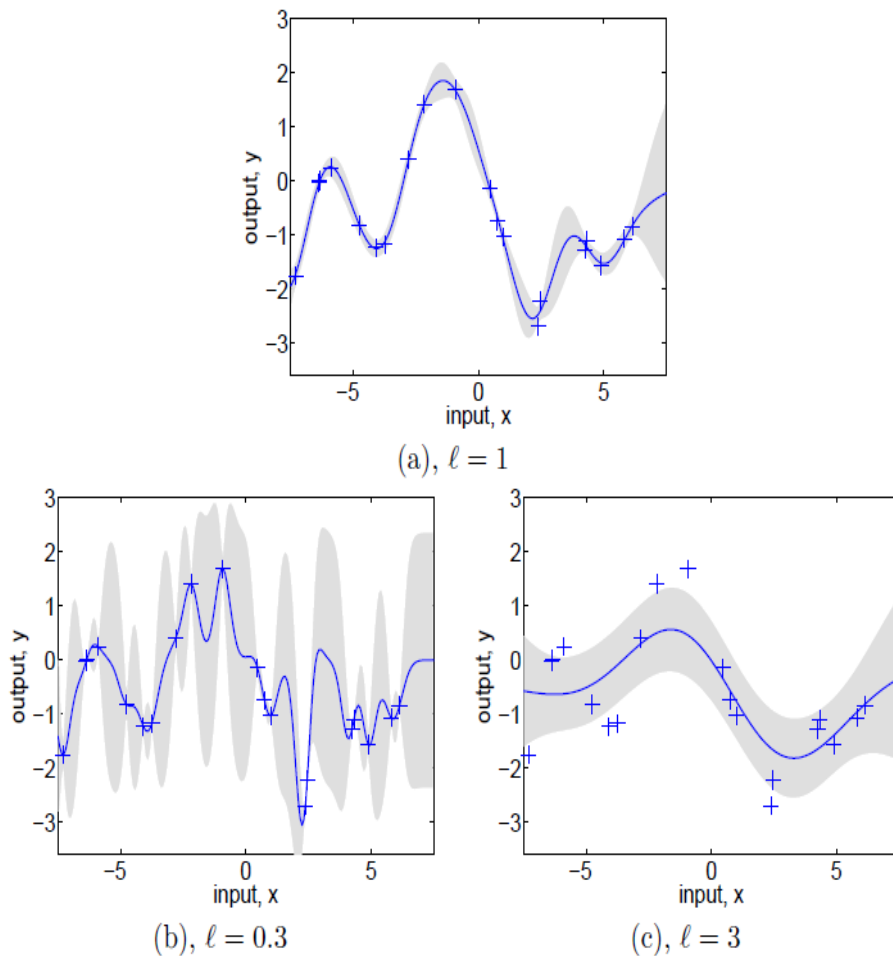 3
2
1
0
−1
−2
−3
output, y
−5 0 5
input, x
(a), ℓ = 1
3
2
1
0
−1
−2
−3
output, y
−5 0 5
input, x
(b), ℓ = 0.3
3
2
1
0
−1
−2
−3
output, y
−5 0 5
input, x
(c), ℓ = 3